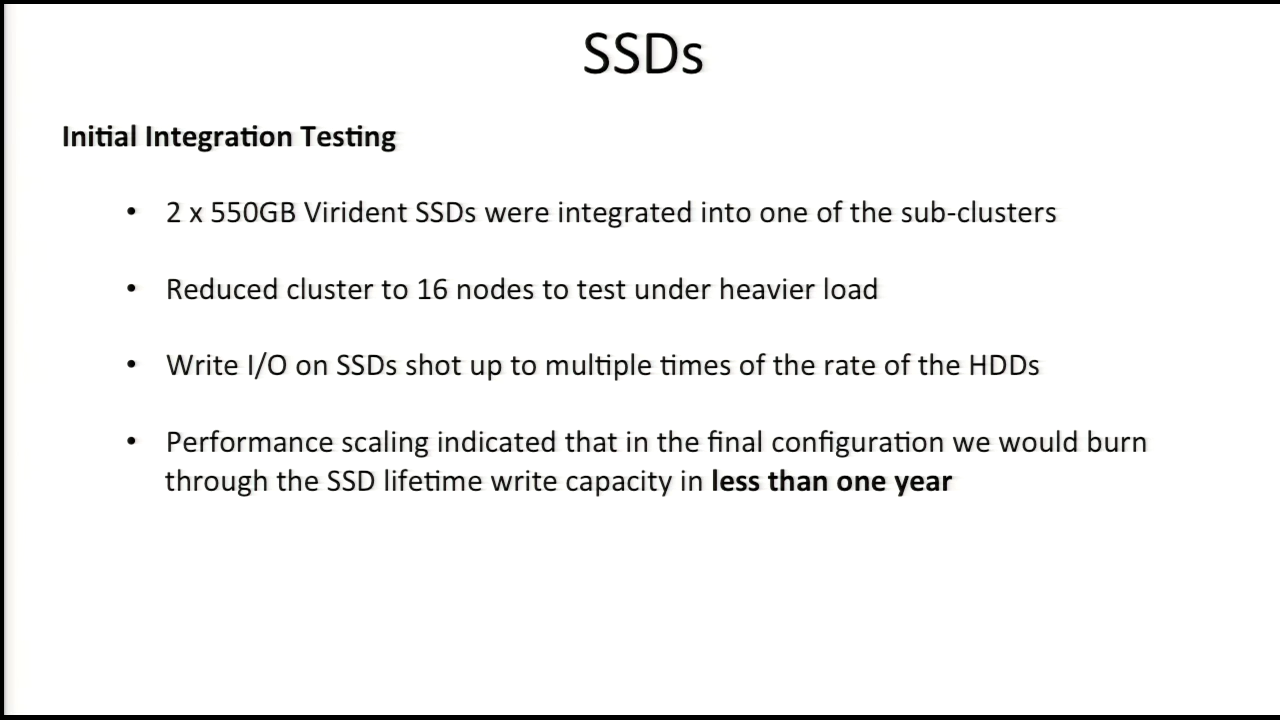 SSDs
Initial Integration Testing
• 2 x 550GB Virident SSDs were integrated into one of the sub-clusters
• Reduced cluster to 16 nodes to test under heavier load
• Write I/O on SSDs shot up to multiple times of the rate of the HDDs
• Performance scaling indicated that in the final configuration we would burn
through the SSD lifetime write capacity in less than one year